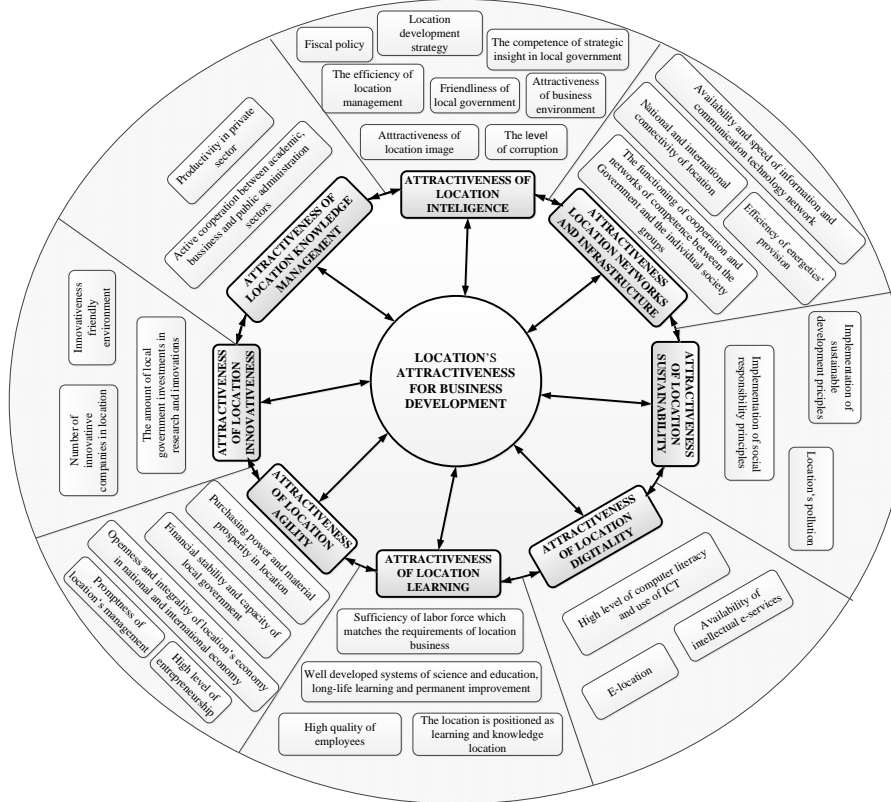 Fiscal policy
Location
development
strategy
The competence of strategic
insight in local government
The efficiency of
location
management
Friendliness of
local government
Attractiveness
of business
environment
Atttractiveness of
location image
The level
of corruption
ATTRACTIVENESS OF
LOCATION
INTELIGENCE
Availability and speed of information and
communication technology network
National and international
connectivity of location
The functioning of cooperation and
networks of competence between the
Government and the individual society
groups
Efficiency of energetics‘
provision
ATTRACTIVENESS
LOCATION NETWORKS
AND INFRASTRUCTURE
Implementation of
sustainable
development priciples
Implementation of social
responsibility principles
Location’s pollution
ATTRACTIVENESS
OF LOCATION
SUSTAINABILITY
High level of computer literacy
and use of ICT
Availability of
intellectual e-services
E-location
ATTRACTIVENESS
OF LOCATION
DIGITALITY
ATTRACTIVENESS
OF LOCATION
LEARNING
Sufficiency of labor force which
matches the requirements of location
business
Well developed systems of science and education,
long-life learning and permanent improvement
High quality of
employees
The location is positioned as
learning and knowledge
location
ATTRACTIVENESS
OF LOCATION
AGILITY
Purchasing power and material
prosperity in location
Financial stability and capacity of
local government
Openness and integrality of location‘s economy
in national and international economy
Promptness of
location‘s management
High level of
entrepreneurship
ATTRACTIVENESS
OF LOCATION
INNOVATIVENESS
Innovativeness
friendly
environment
The amount of local
government investments in
research and innovations
Number of
innovatinve
companies in location
ATTRACTIVENESS OF
LOCATION KNOWLEDGE
MANAGEMENT
Productivity in private
sector
Active cooperation between academic,
bussiness and public administration
sectors
LOCATION’S
ATTRACTIVENESS
FOR BUSINESS
DEVELOPMENT